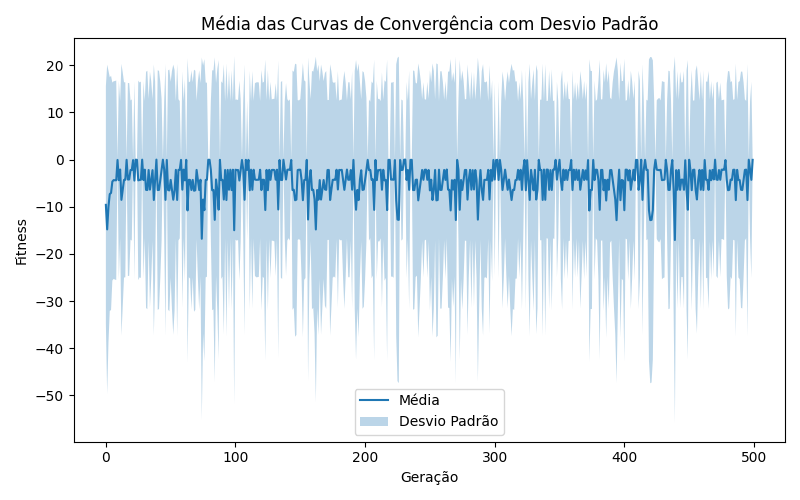 Média das Curvas de Convergência com Desvio Padrão
20
10
0
−10
−20
−30
−40
−50
Fitness
Média
Desvio Padrão
0 100 200 300 400 500
Geração